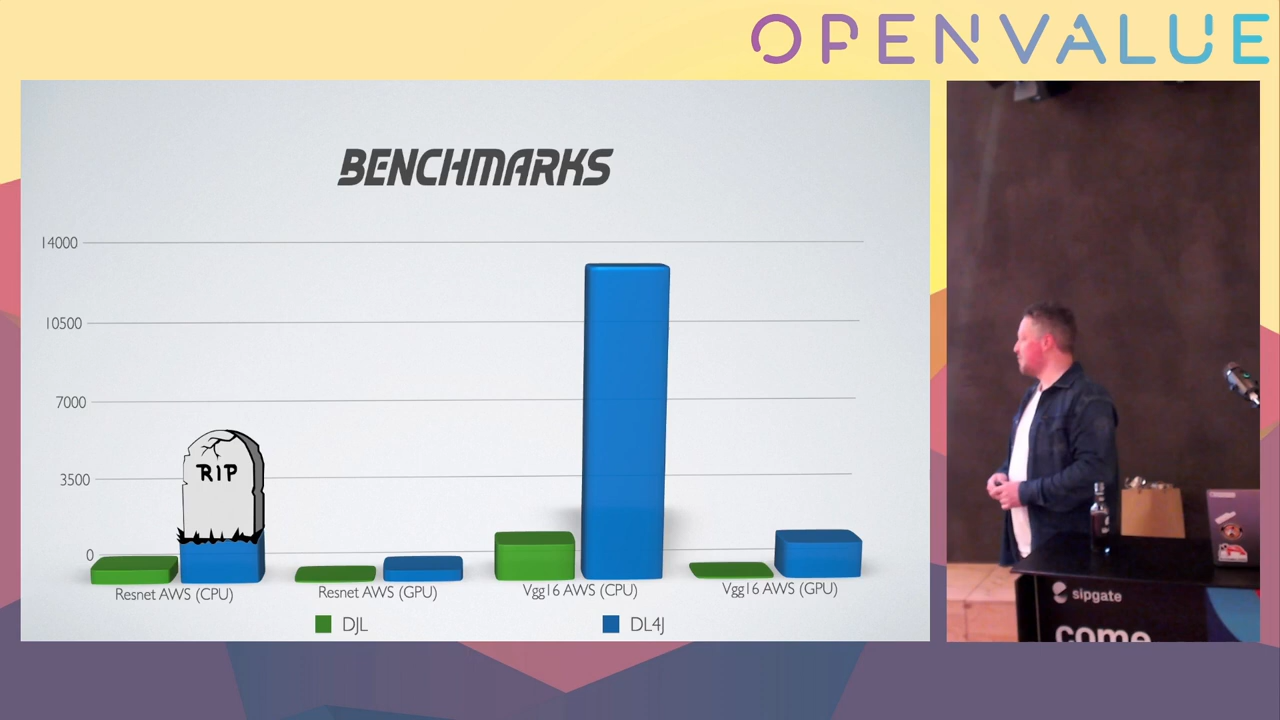 OPENVALUE
BENCHMARKS
14000
10500
7000
3500
0
RIP
Resnet AWS (CPU)
Resnet AWS (GPU)
Vgg16 AWS (CPU)
Vgg16 AWS (GPU)
DJL
DL4J
sipgate
come